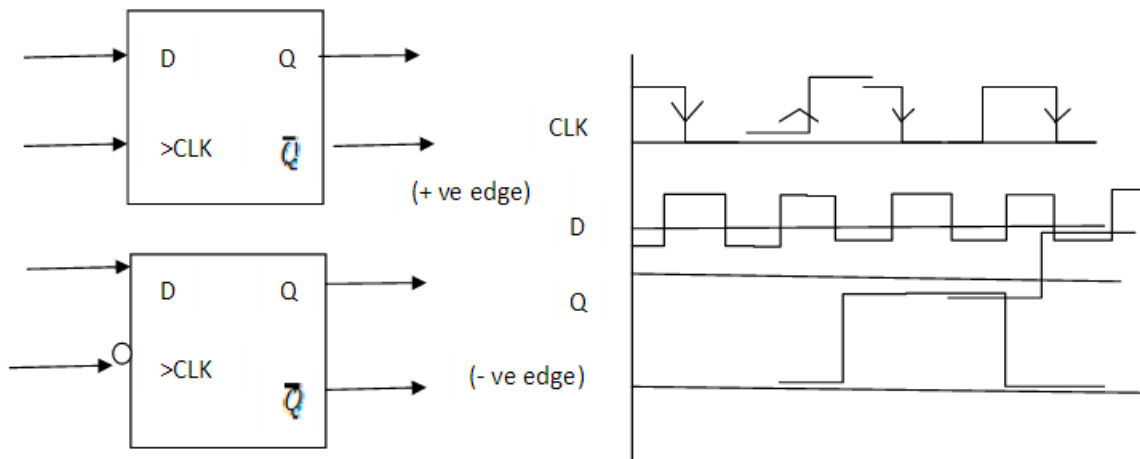 D Q
>CLK Q̅
(+ ve edge)
D Q
>CLK Q̅
(- ve edge)
CLK
D
Q